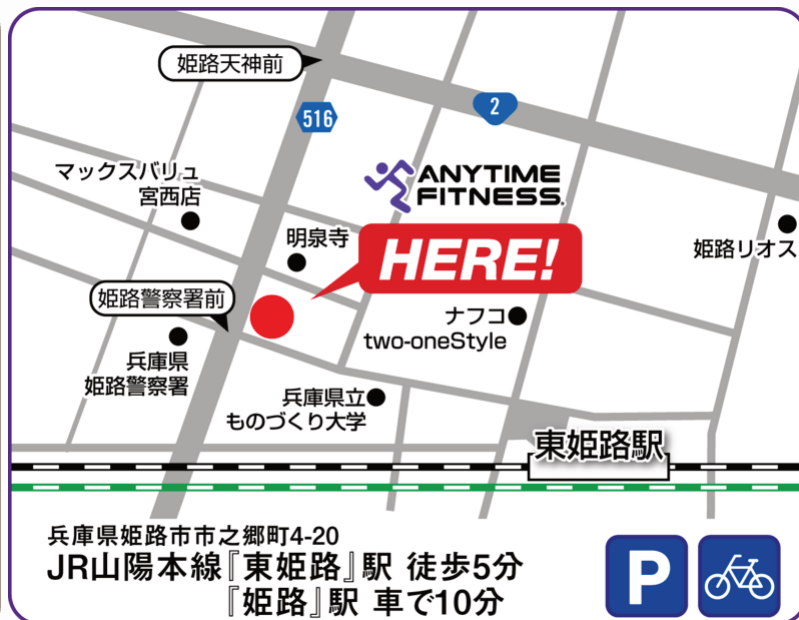 姫路天神前
516
2
マックスバリュ
宮西店
ANYTIME
FITNESS
明泉寺
HERE!
姫路リオス
姫路警察署前
ナフコ
two-oneStyle
兵庫県
姫路警察署
兵庫県立
ものづくり大学
東姫路駅
兵庫県姫路市市之郷町4-20
JR山陽本線『東姫路』駅 徒歩5分
『姫路』駅 車で10分
P